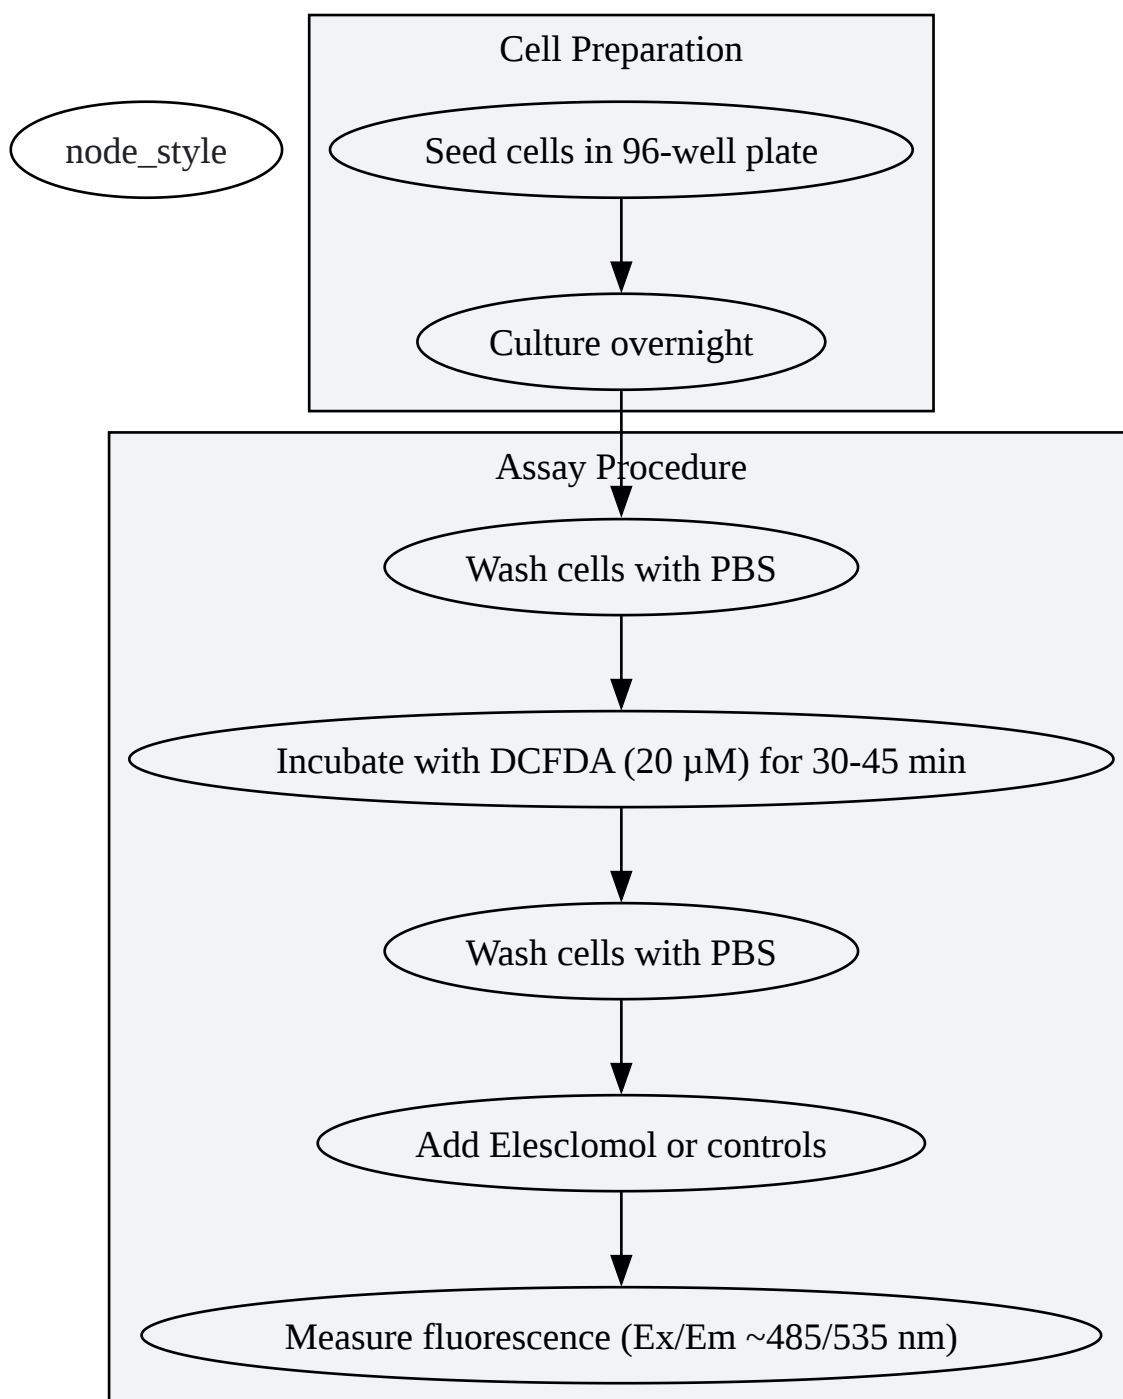 Cell Preparation
node_style
Seed cells in 96-well plate
Culture overnight
Assay Procedure
Wash cells with PBS
Incubate with DCFDA (20 µM) for 30-45 min
Wash cells with PBS
Add Elesclomol or controls
Measure fluorescence (Ex/Em ~485/535 nm)